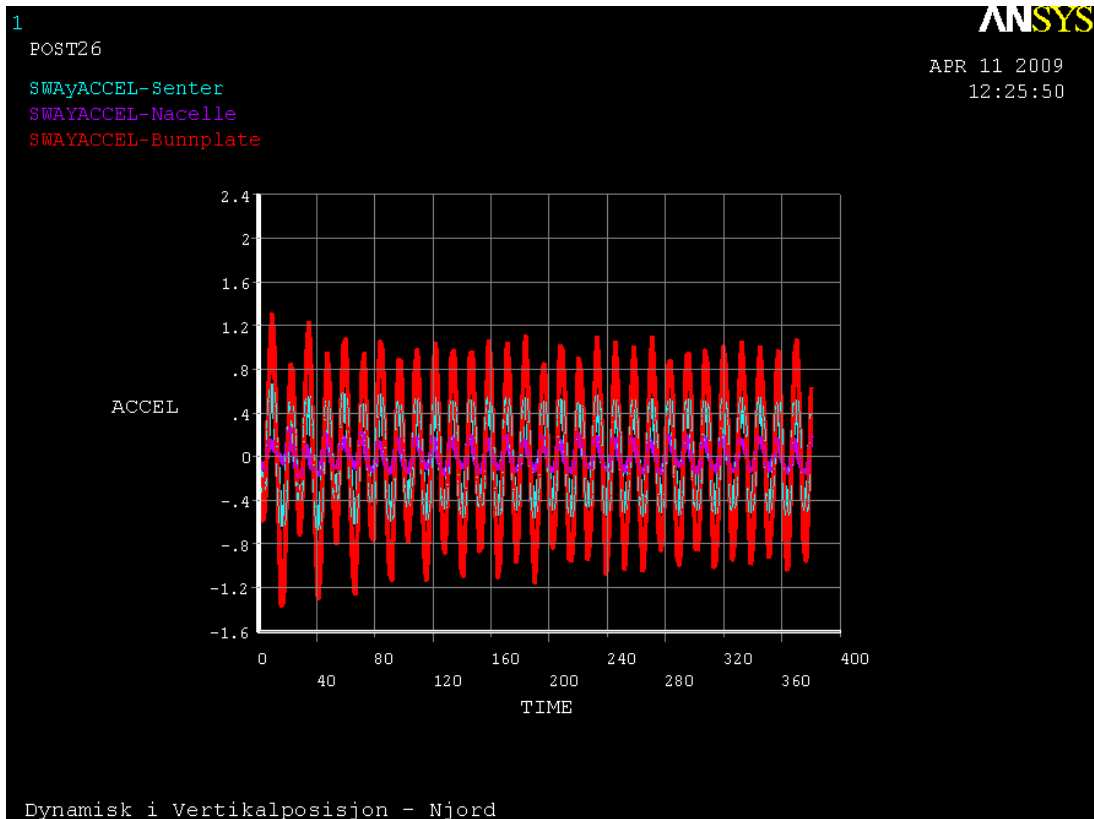 1
ANSYS
POST26
APR 11 2009
12:25:50
SWAyACCEL-Senter
SWAYACCEL-Nacelle
SWAYACCEL-Bunnplate
2.4
2
1.6
1.2
.8
ACCEL
.4
0
-.4
-.8
-1.2
-1.6
0 80 160 240 320 400
40 120 200 280 360
TIME
Dynamisk i Vertikalposisjon - Njord